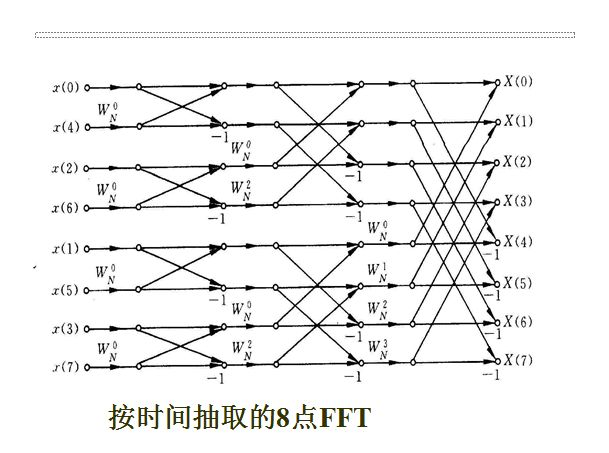 x(0) X(0)
W_N^0
x(4) X(1)
-1 W_N^0
x(2) -1 X(2)
W_N^0 W_N^2
x(6) X(3)
-1 -1 W_N^0
x(1) X(4)
-1
W_N^0 W_N^1
x(5) X(5)
-1 W_N^0 W_N^2 -1
x(3) X(6)
-1
W_N^0 W_N^2 W_N^3
x(7) X(7)
-1 -1 -1
按时间抽取的8点FFT